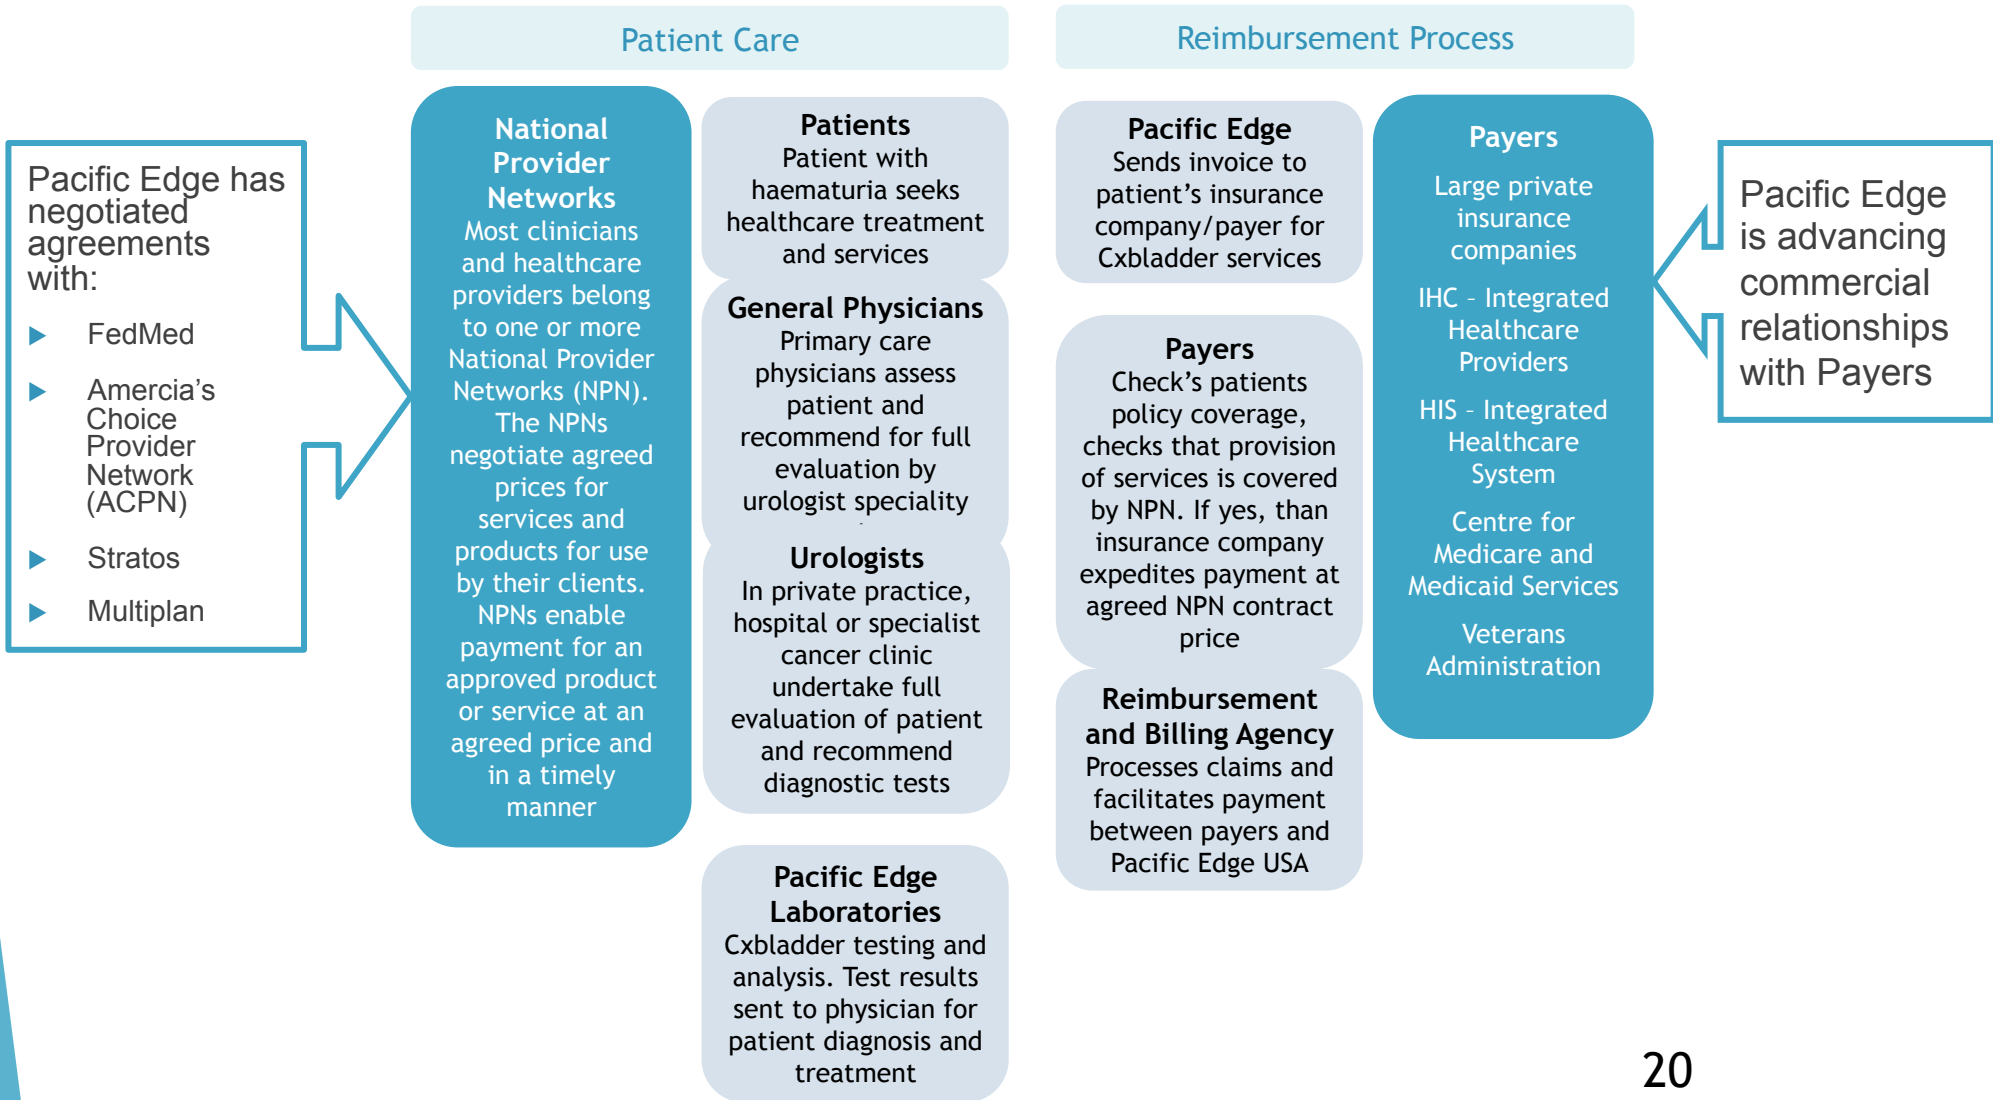 Patient Care
Reimbursement Process
Pacific Edge has
negotiated
agreements
with:
FedMed
Amercia's
Choice
Provider
Network
(ACPN)
Stratos
Multiplan
National
Provider
Networks
Most clinicians
and healthcare
providers belong
to one or more
National Provider
Networks (NPN).
The NPNs
negotiate agreed
prices for
services and
products for use
by their clients.
NPNs enable
payment for an
approved product
or service at an
agreed price and
in a timely
manner
Patients
Patient with
haematuria seeks
healthcare treatment
and services
General Physicians
Primary care
physicians assess
patient and
recommend for full
evaluation by
urologist speciality
Urologists
In private practice,
hospital or specialist
cancer clinic
undertake full
evaluation of patient
and recommend
diagnostic tests
Pacific Edge
Laboratories
Cxbladder testing and
analysis. Test results
sent to physician for
patient diagnosis and
treatment
Pacific Edge
Sends invoice to
patient's insurance
company/payer for
Cxbladder services
Payers
Check's patients
policy coverage,
checks that provision
of services is covered
by NPN. If yes, than
insurance company
expedites payment at
agreed NPN contract
price
Reimbursement
and Billing Agency
Processes claims and
facilitates payment
between payers and
Pacific Edge USA
Payers
Large private
insurance
companies
IHC – Integrated
Healthcare
Providers
HIS – Integrated
Healthcare
System
Centre for
Medicare and
Medicaid Services
Veterans
Administration
Pacific Edge
is advancing
commercial
relationships
with Payers
20